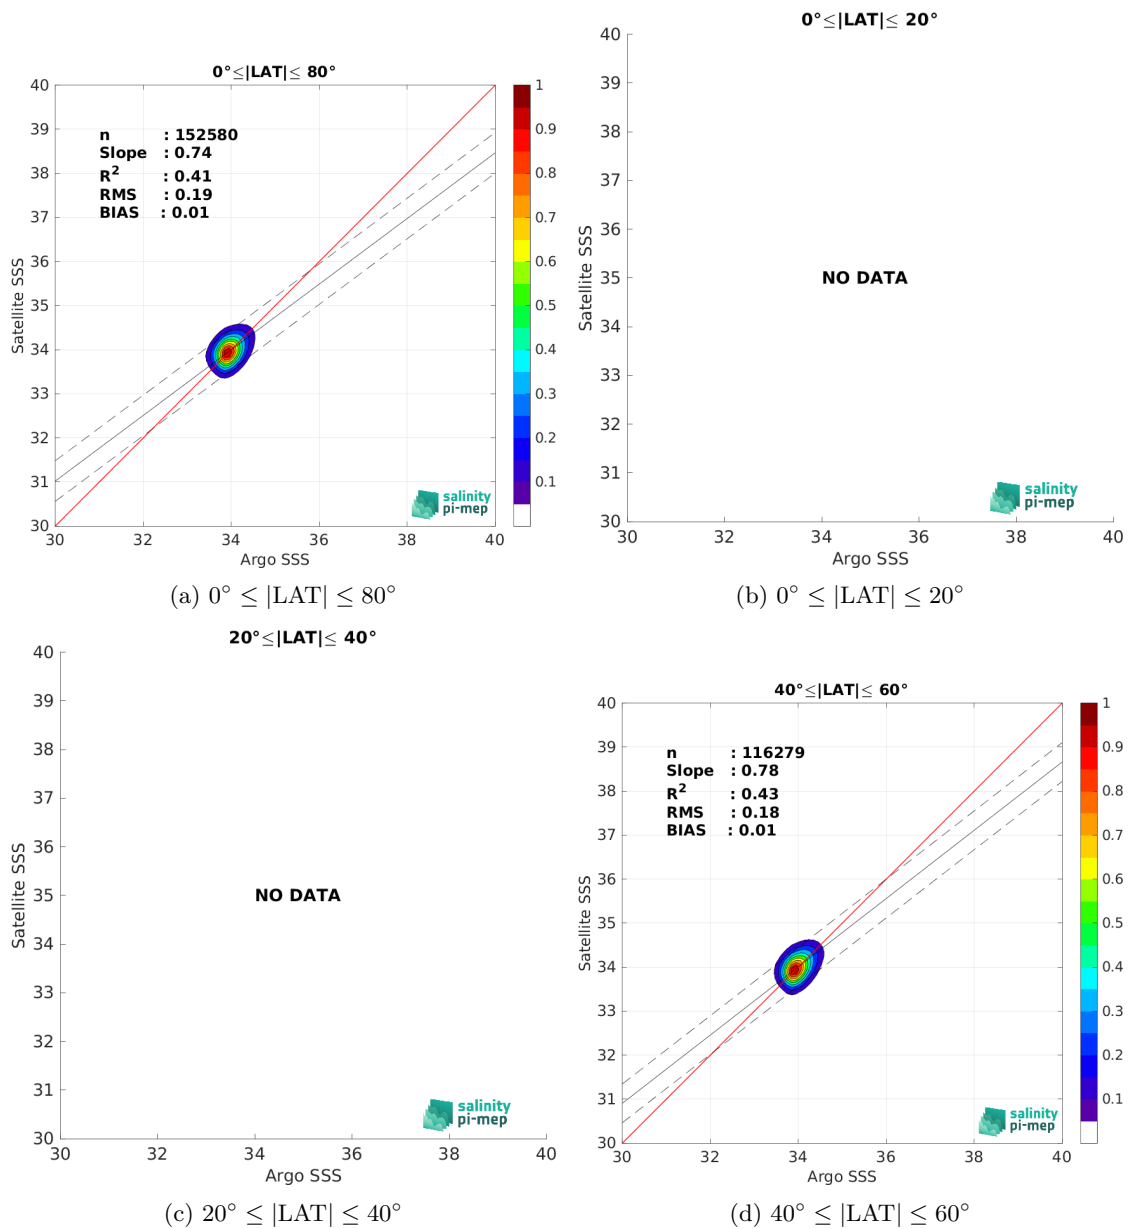 0°≤|LAT|≤ 80°
40
39
38
37
36
35
34
33
32
31
30
Satellite SSS
n : 152580
Slope : 0.74
R² : 0.41
RMS : 0.19
BIAS : 0.01
salinity
pi-mep
30 32 34 36 38 40
Argo SSS
1
0.9
0.8
0.7
0.6
0.5
0.4
0.3
0.2
0.1
(a) 0° ≤ |LAT| ≤ 80°
0°≤|LAT|≤ 20°
40
39
38
37
36
35
34
33
32
31
30
Satellite SSS
NO DATA
salinity
pi-mep
30 32 34 36 38 40
Argo SSS
(b) 0° ≤ |LAT| ≤ 20°
20°≤|LAT|≤ 40°
40
39
38
37
36
35
34
33
32
31
30
Satellite SSS
NO DATA
salinity
pi-mep
30 32 34 36 38 40
Argo SSS
(c) 20° ≤ |LAT| ≤ 40°
40°≤|LAT|≤ 60°
40
39
38
37
36
35
34
33
32
31
30
Satellite SSS
n : 116279
Slope : 0.78
R² : 0.43
RMS : 0.18
BIAS : 0.01
salinity
pi-mep
30 32 34 36 38 40
Argo SSS
1
0.9
0.8
0.7
0.6
0.5
0.4
0.3
0.2
0.1
(d) 40° ≤ |LAT| ≤ 60°